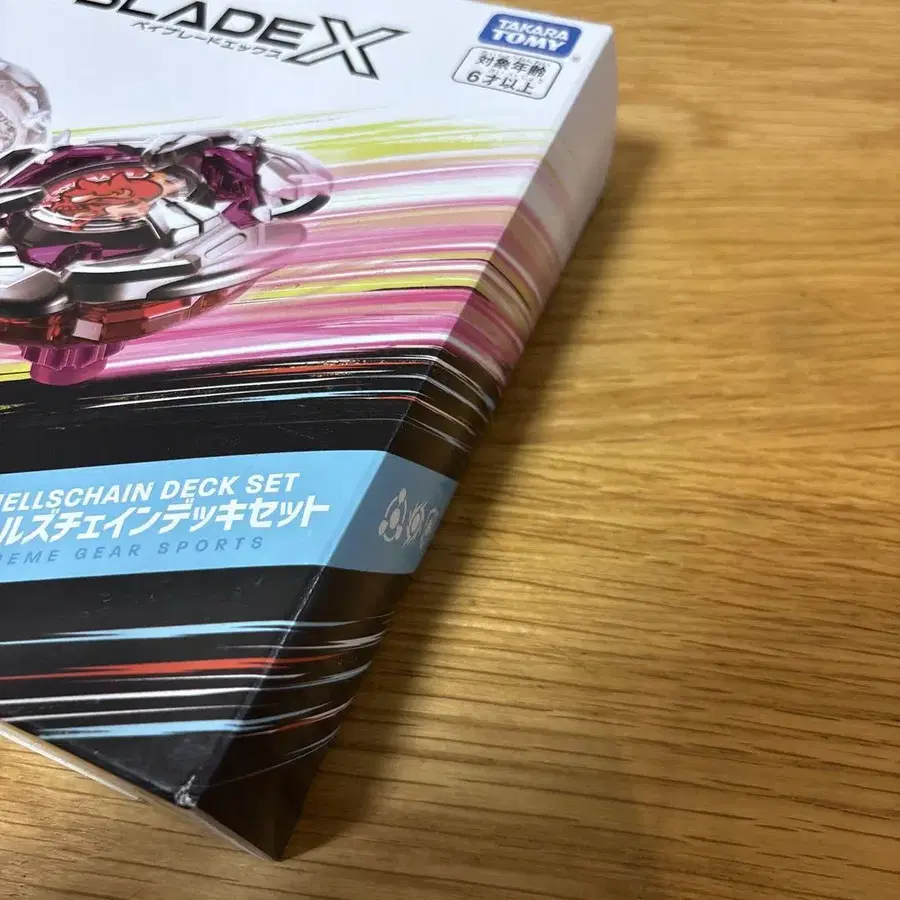 BLADE X
ベイブレードエックス
TAKARA
TOMY
対象年齢
6才以上
HELLSCHAIN DECK SET
ルズチェインデッキセット
EME GEAR SPORTS